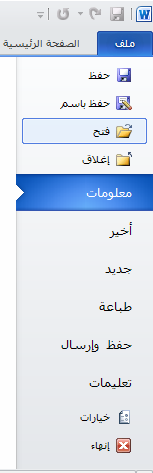 ملف
الصفحة الرئيسية
حفظ
حفظ باسم
فتح
إغلاق
معلومات
أخير
جديد
طباعة
حفظ وإرسال
تعليمات
خيارات
إنهاء